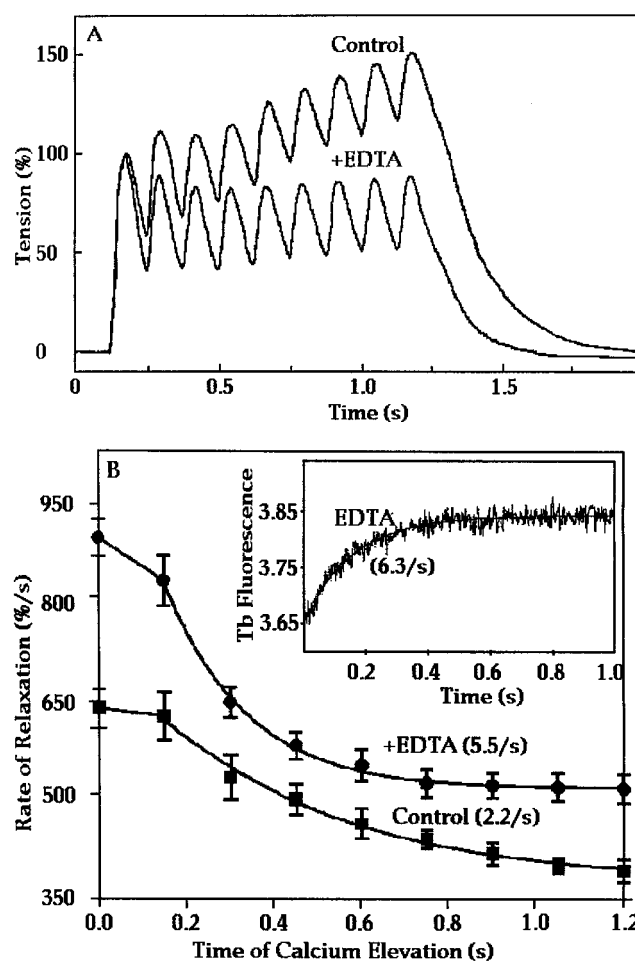 A
Control
+EDTA
Tension (%)
150
100
50
0
0
0.5
1.0
1.5
Time (s)
B
Rate of Relaxation (%/s)
950
800
650
500
350
Tb Fluorescence
3.85
3.75
3.65
EDTA
(6.3/s)
0.2
0.4
0.6
0.8
1.0
Time (s)
+EDTA (5.5/s)
Control (2.2/s)
0.0
0.2
0.4
0.6
0.8
1.0
1.2
Time of Calcium Elevation (s)